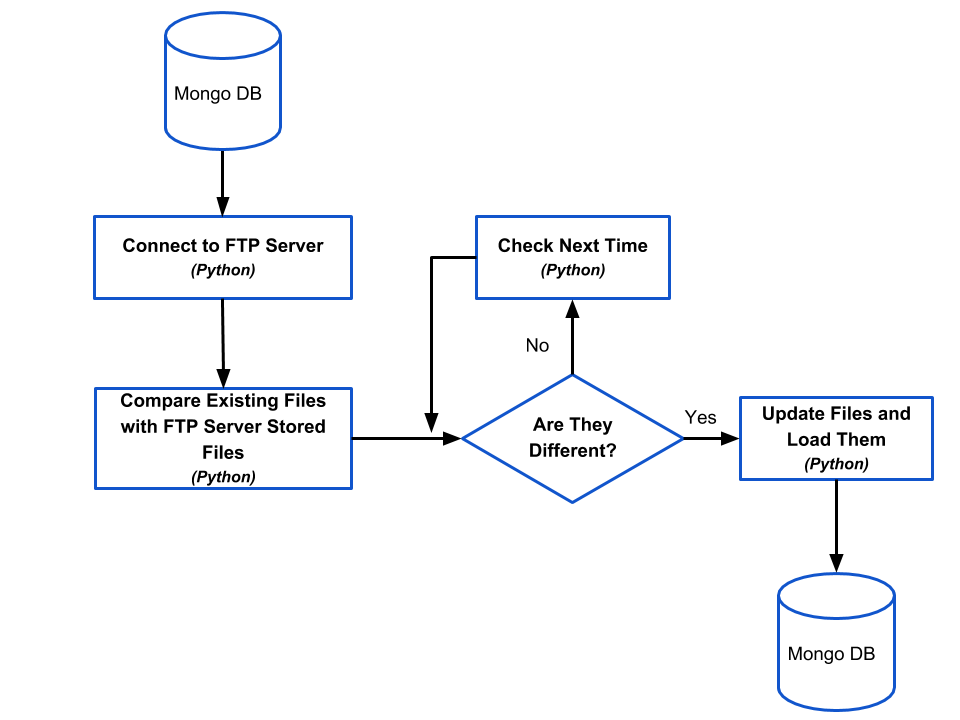 Mongo DB
Connect to FTP Server
(Python)
Check Next Time
(Python)
No
Compare Existing Files
with FTP Server Stored
Files
(Python)
Are They
Different?
Yes
Update Files and
Load Them
(Python)
Mongo DB